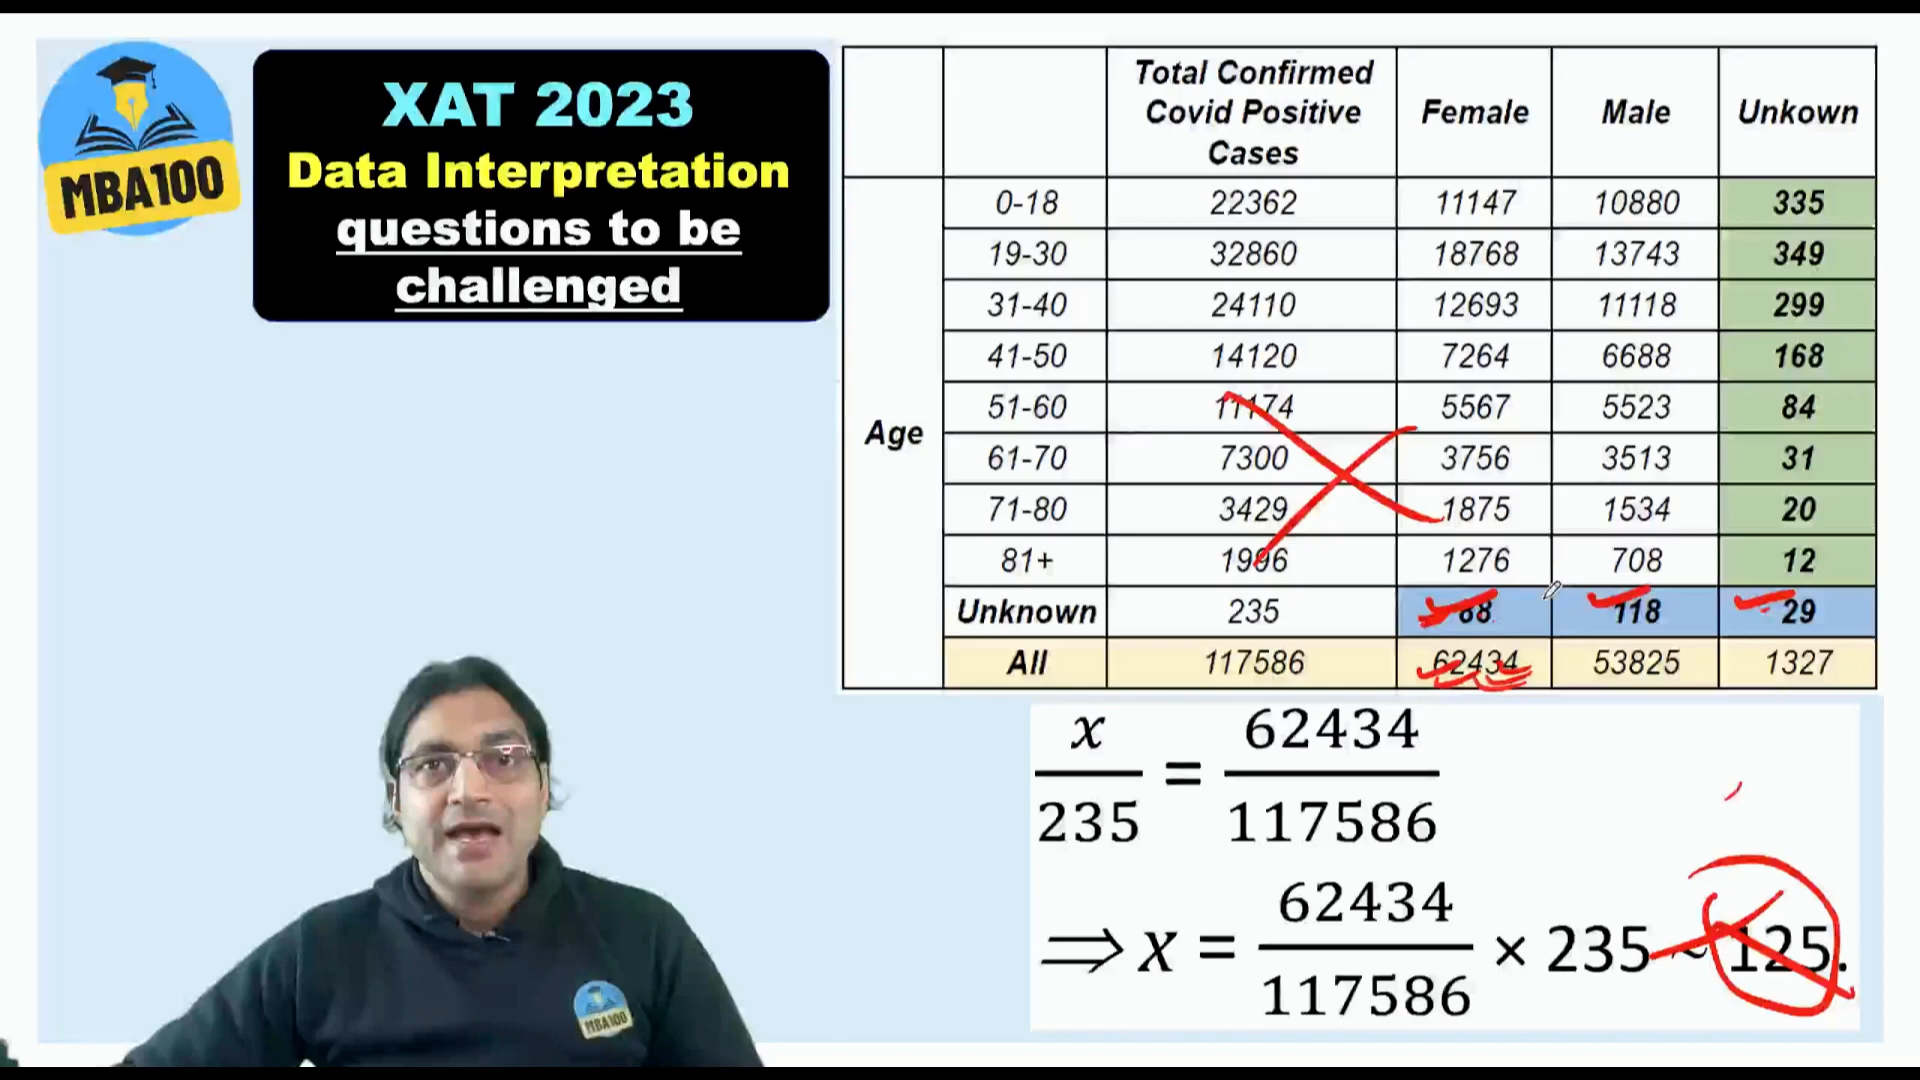 MBA100
XAT 2023
Data Interpretation
questions to be
challenged
Total Confirmed Covid Positive Cases Female Male Unkown
Age
0-18 22362 11147 10880 335
19-30 32860 18768 13743 349
31-40 24110 12693 11118 299
41-50 14120 7264 6688 168
51-60 11174 5567 5523 84
61-70 7300 3756 3513 31
71-80 3429 1875 1534 20
81+ 1996 1276 708 12
Unknown 235 88 118 29
All 117586 62434 53825 1327
x/235 = 62434/117586
⟹ x = 62434/117586 × 235 ~ 125.
MBA100